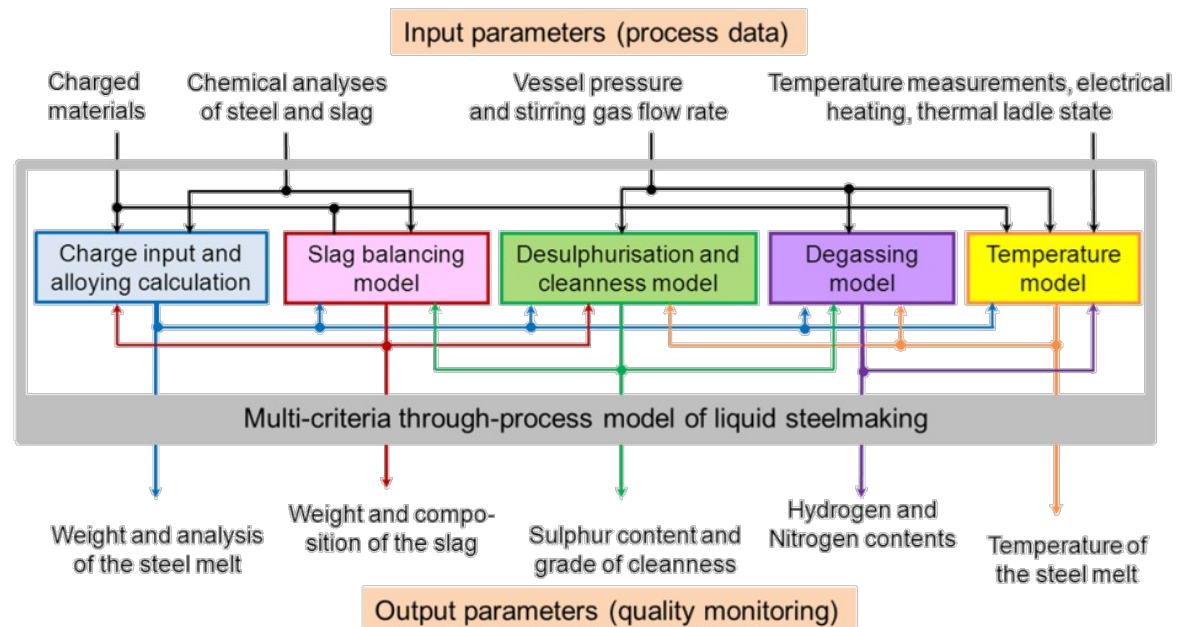 Input parameters (process data)
Charged
materials
Chemical analyses
of steel and slag
Vessel pressure
and stirring gas flow rate
Temperature measurements, electrical
heating, thermal ladle state
Charge input and
alloying calculation
Slag balancing
model
Desulphurisation and
cleanness model
Degassing
model
Temperature
model
Multi-criteria through-process model of liquid steelmaking
Weight and analysis
of the steel melt
Weight and compo-
sition of the slag
Sulphur content and
grade of cleanness
Hydrogen and
Nitrogen contents
Temperature of
the steel melt
Output parameters (quality monitoring)